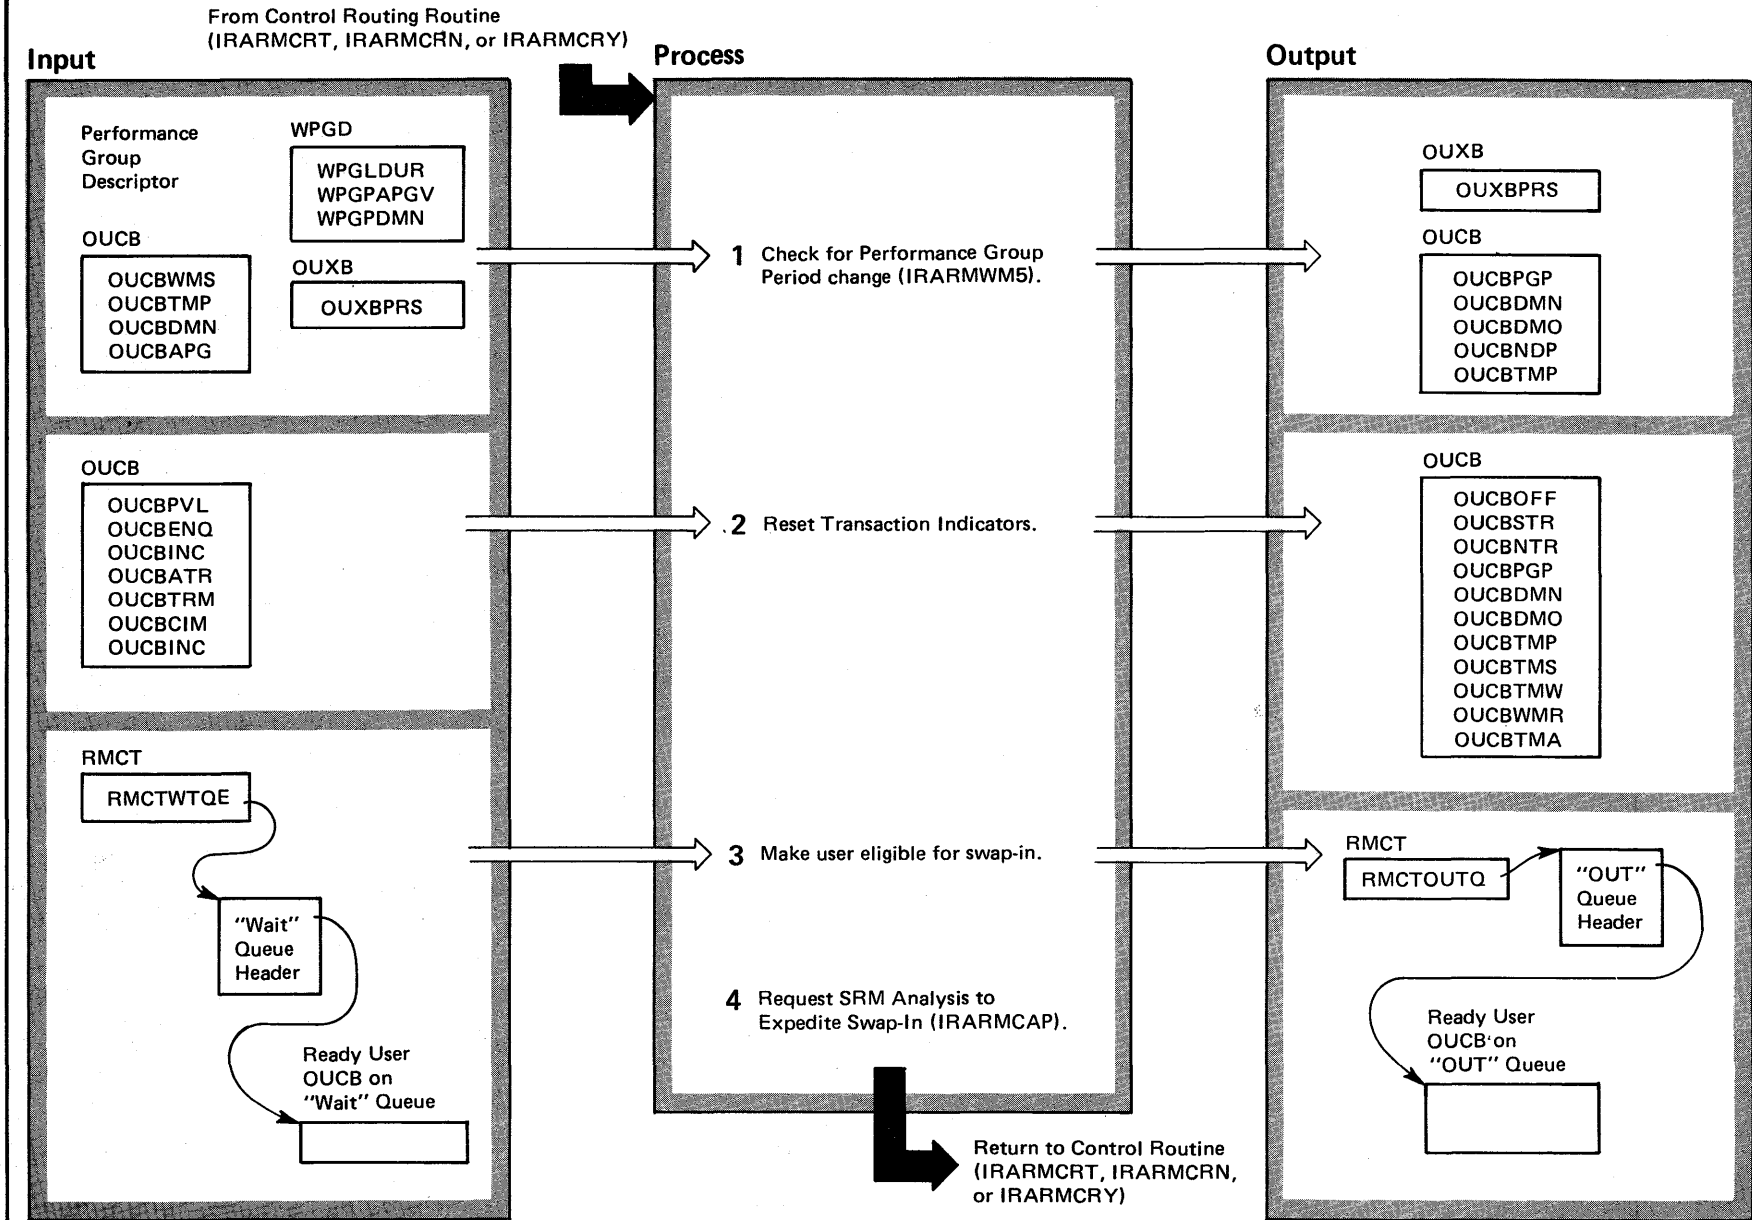 From Control Routing Routine
(IRARMCRT, IRARMCRN, or IRARMCRY)
Input
Process
Output
Performance
Group
Descriptor
WPGD
WPGLDUR
WPGPAPGV
WPGPDMN
OUCB
OUCBWMS
OUCBTMP
OUCBDMN
OUCBAPG
OUXB
OUXBPRS
1 Check for Performance Group
Period change (IRARMWM5).
OUXB
OUXBPRS
OUCB
OUCBPGP
OUCBDMN
OUCBDMO
OUCBNDP
OUCBTMP
OUCB
OUCBPVL
OUCBENQ
OUCBINC
OUCBATR
OUCBTRM
OUCBCIM
OUCBINC
.2 Reset Transaction Indicators.
OUCB
OUCBOFF
OUCBSTR
OUCBNTR
OUCBPGP
OUCBDMN
OUCBDMO
OUCBTMP
OUCBTMS
OUCBTMW
OUCBWMR
OUCBTMA
RMCT
RMCTWTQE
"Wait"
Queue
Header
Ready User
OUCB on
"Wait" Queue
3 Make user eligible for swap-in.
4 Request SRM Analysis to
Expedite Swap-In (IRARMCAP).
RMCT
RMCTOUTQ
"OUT"
Queue
Header
Ready User
OUCB on
"OUT" Queue
Return to Control Routine
(IRARMCRT, IRARMCRN,
or IRARMCRY)